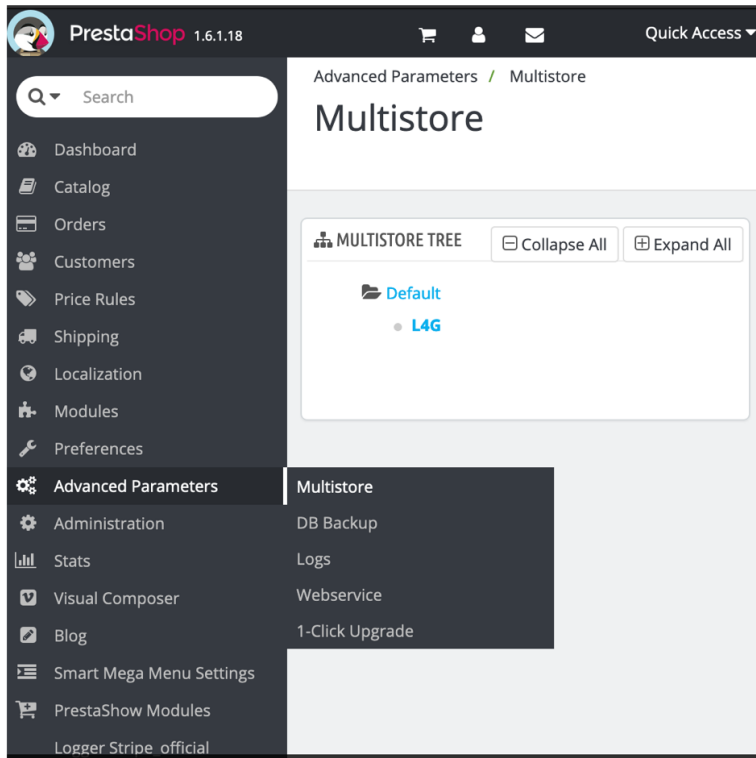 PrestaShop 1.6.1.18
Quick Access
Search
Dashboard
Catalog
Orders
Customers
Price Rules
Shipping
Localization
Modules
Preferences
Advanced Parameters
Administration
Stats
Visual Composer
Blog
Smart Mega Menu Settings
PrestaShow Modules
Logger Stripe_official
Multistore
DB Backup
Logs
Webservice
1-Click Upgrade
Advanced Parameters / Multistore
Multistore
MULTISTORE TREE
Collapse All
Expand All
Default
L4G